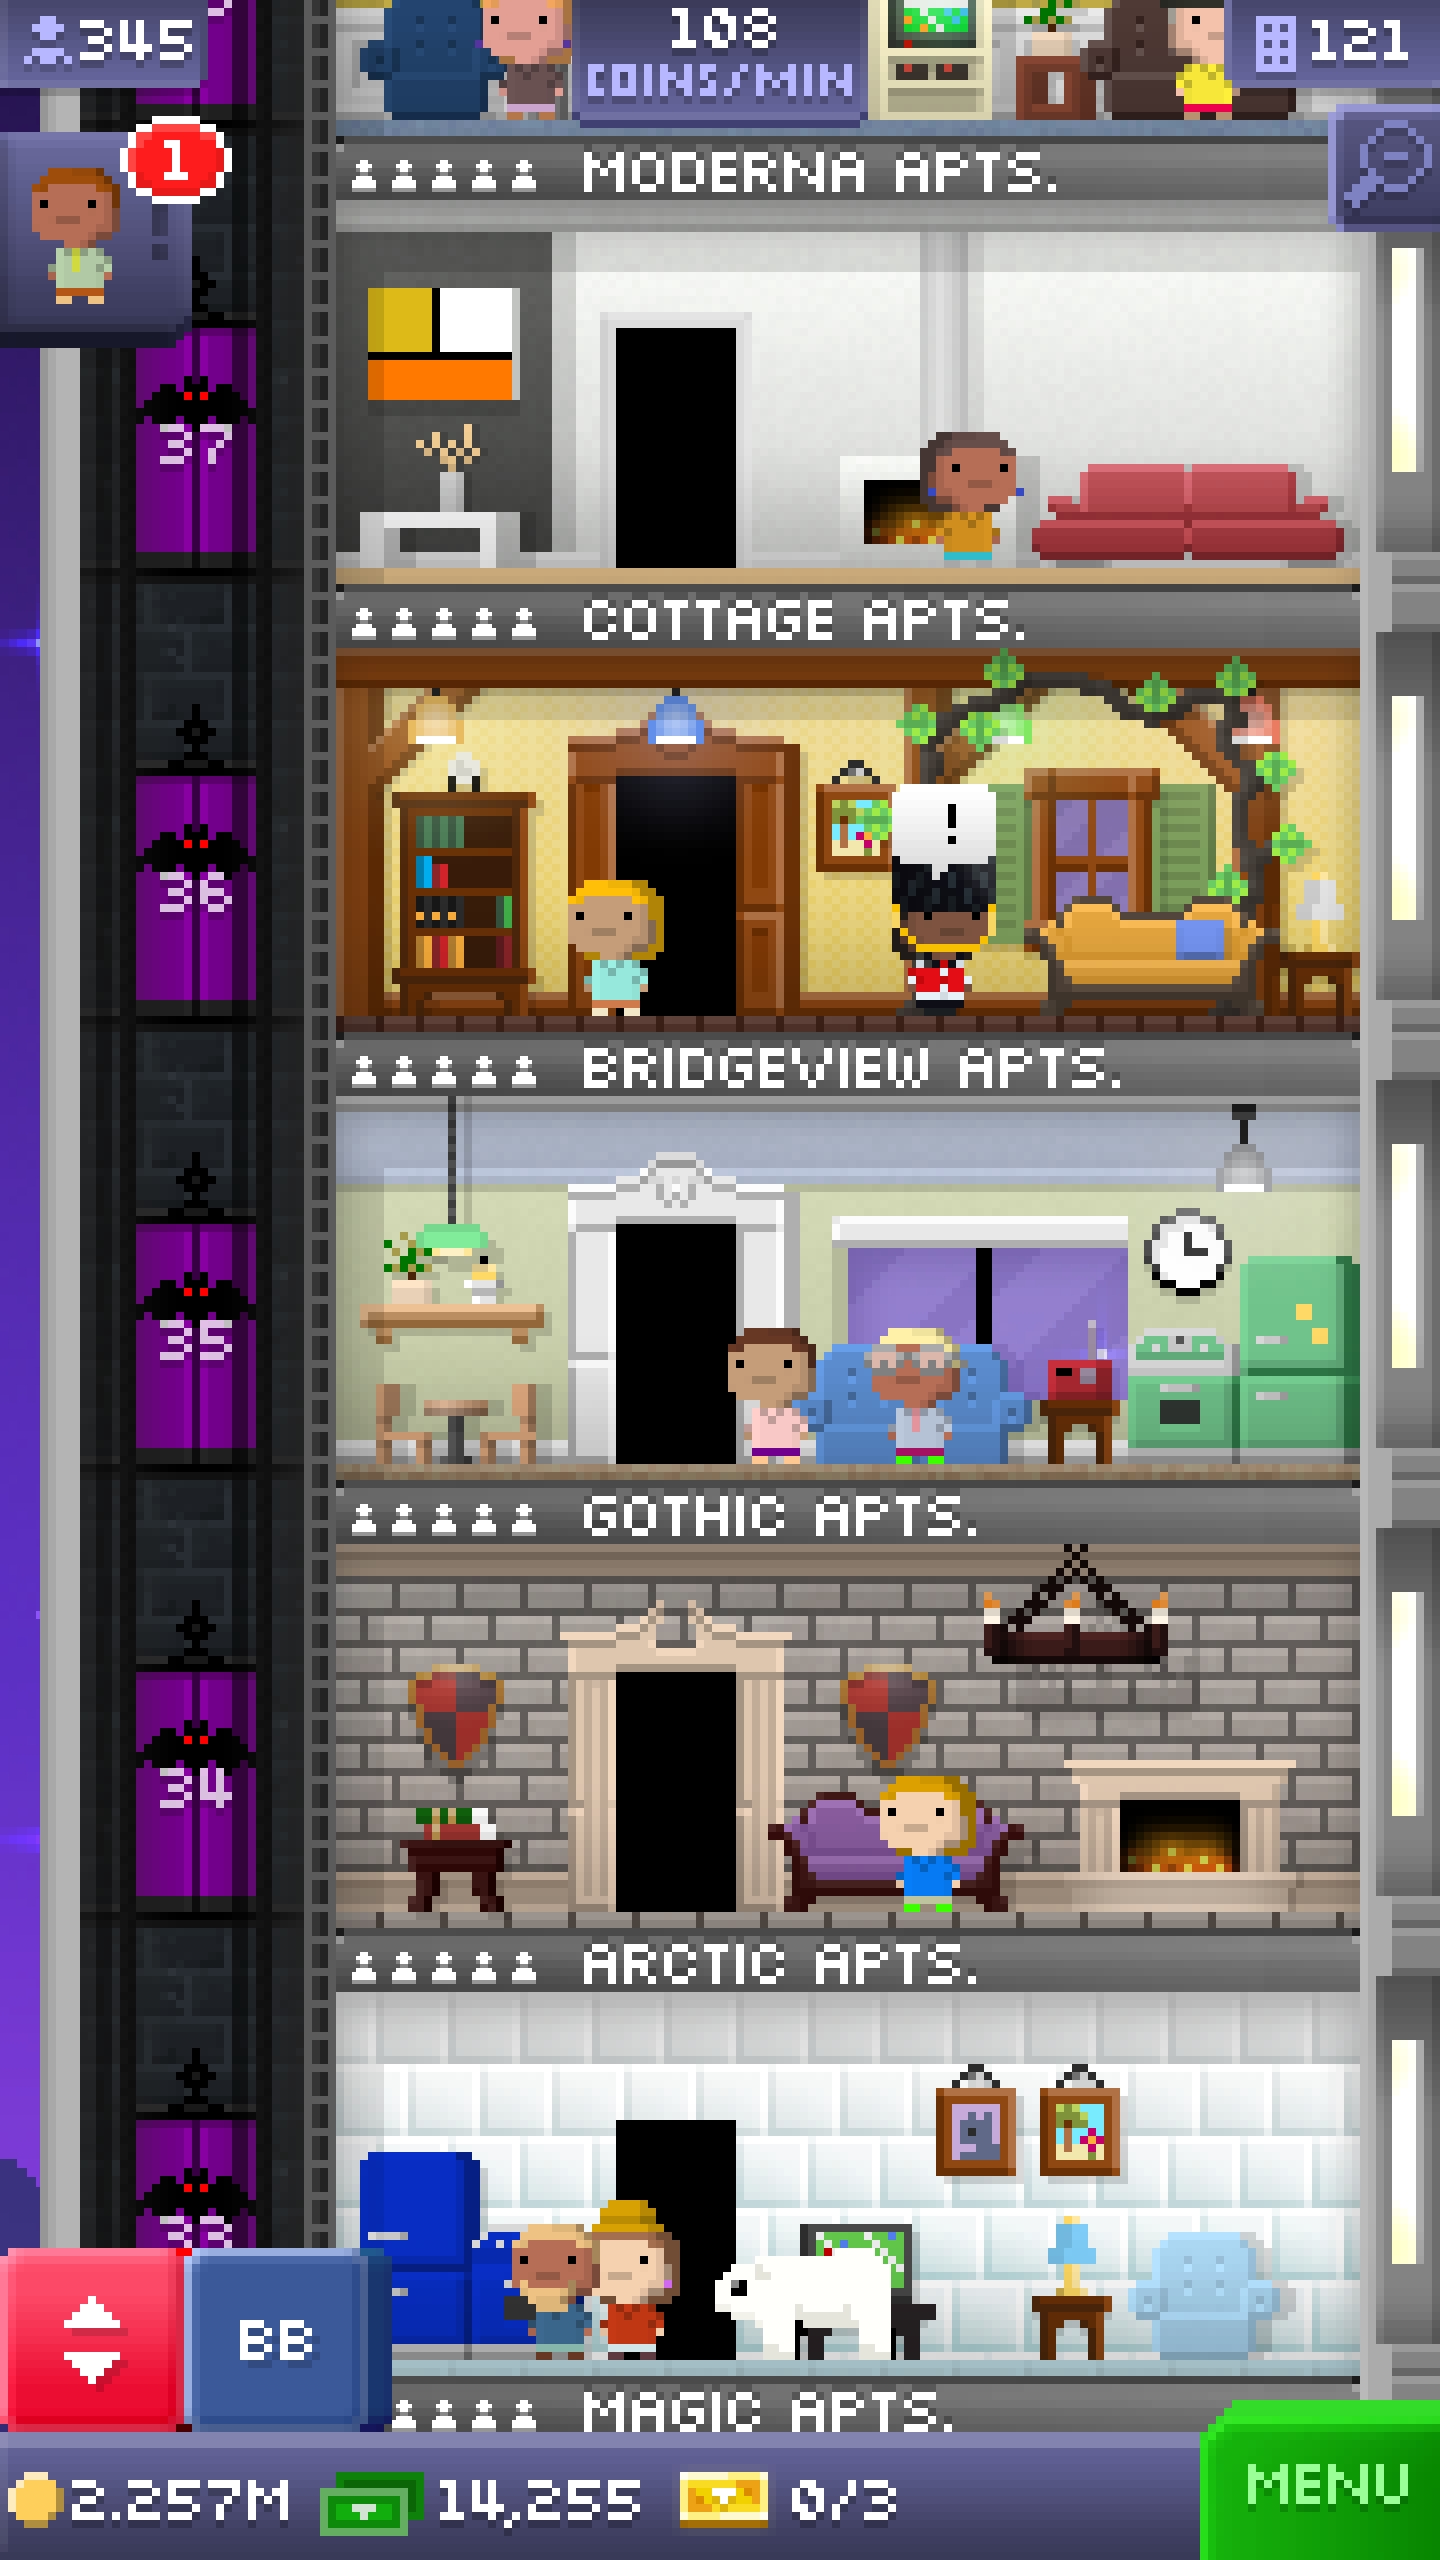 345
108
COINS/MIN
121
1
MODERNA APTS.
37
COTTAGE APTS.
!
36
BRIDGEVIEW APTS.
35
GOTHIC APTS.
34
ARCTIC APTS.
33
BB
MAGIC APTS.
2.257M 14,255 0/3
MENU